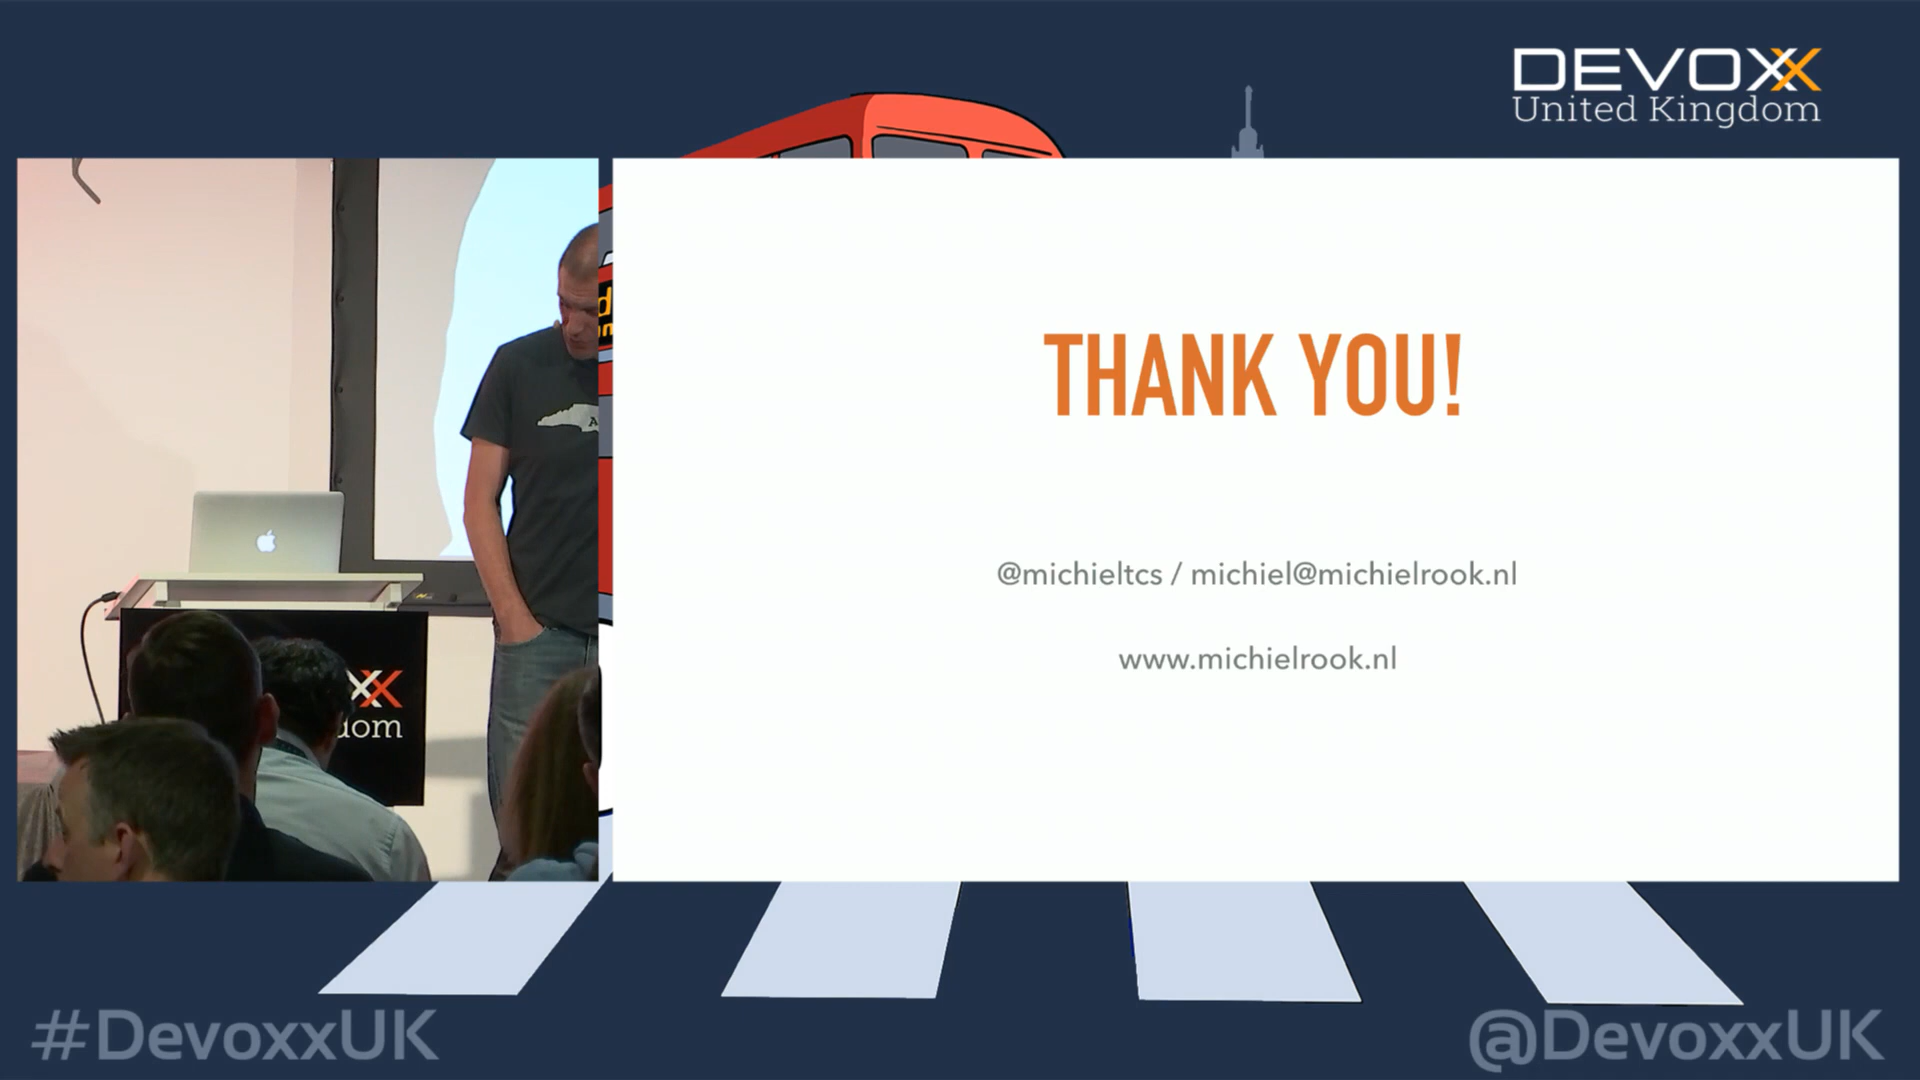 DEVOXX
United Kingdom
THANK YOU!
@michieltcs / michiel@michielrook.nl
www.michielrook.nl
#DevoxxUK
@DevoxxUK